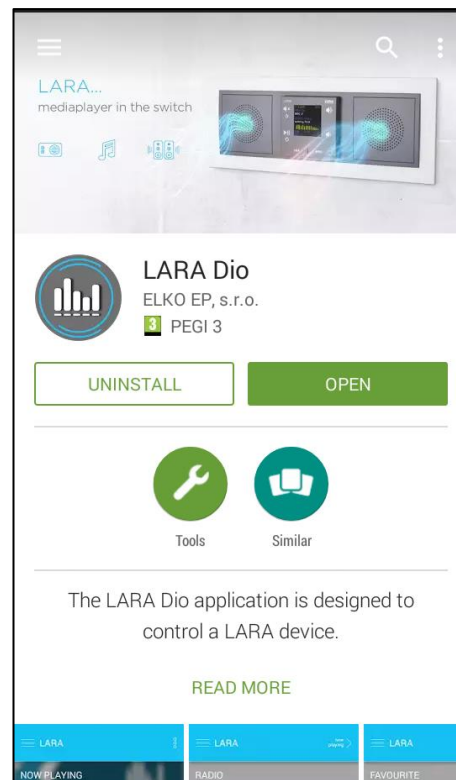 LARA...
mediaplayer in the switch
LARA Dio
ELKO EP, s.r.o.
3 PEGI 3
UNINSTALL
OPEN
Tools
Similar
The LARA Dio application is designed to
control a LARA device.
READ MORE
LARA
LARA
LARA
NOW PLAYING
RADIO
FAVOURITE